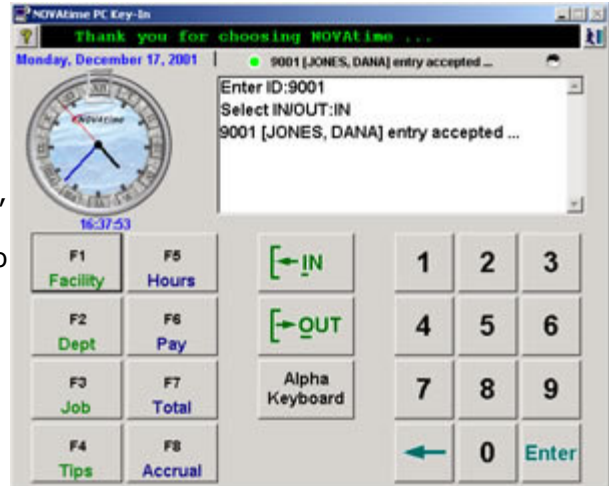 NOVAtime PC Key-In
? Thank you for choosing NOVAtime ...
Monday, December 17, 2001
9001 [JONES, DANA] entry accepted ...
Enter ID:9001
Select IN/OUT:IN
9001 [JONES, DANA] entry accepted ...
NOVAtime
16:37:53
F1 Facility
F5 Hours
IN
1 2 3
F2 Dept
F6 Pay
OUT
4 5 6
F3 Job
F7 Total
Alpha Keyboard
7 8 9
F4 Tips
F8 Accrual
0 Enter